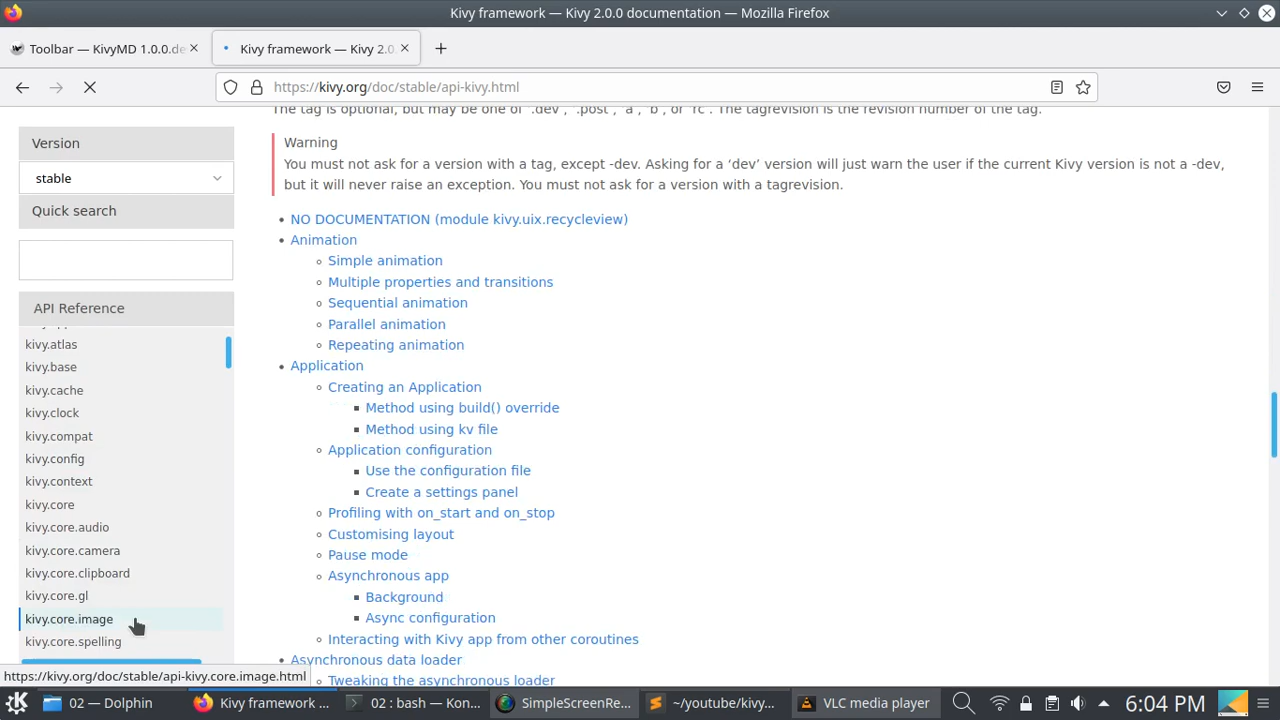 Kivy framework — Kivy 2.0.0 documentation — Mozilla Firefox
Toolbar — KivyMD 1.0.0.de
Kivy framework — Kivy 2.0
https://kivy.org/doc/stable/api-kivy.html
Version
stable
Quick search
API Reference
kivy.atlas
kivy.base
kivy.cache
kivy.clock
kivy.compat
kivy.config
kivy.context
kivy.core
kivy.core.audio
kivy.core.camera
kivy.core.clipboard
kivy.core.gl
kivy.core.image
kivy.core.spelling
The tag is optional, but may be one of '.dev', '.post', 'a', 'b', or 'rc'. The tagrevision is the revision number of the tag.
Warning
You must not ask for a version with a tag, except -dev. Asking for a ‘dev’ version will just warn the user if the current Kivy version is not a -dev,
but it will never raise an exception. You must not ask for a version with a tagrevision.
• NO DOCUMENTATION (module kivy.uix.recycleview)
• Animation
◦ Simple animation
◦ Multiple properties and transitions
◦ Sequential animation
◦ Parallel animation
◦ Repeating animation
• Application
◦ Creating an Application
▪ Method using build() override
▪ Method using kv file
◦ Application configuration
▪ Use the configuration file
▪ Create a settings panel
◦ Profiling with on_start and on_stop
◦ Customising layout
◦ Pause mode
◦ Asynchronous app
▪ Background
▪ Async configuration
◦ Interacting with Kivy app from other coroutines
• Asynchronous data loader
◦ Tweaking the asynchronous loader
https://kivy.org/doc/stable/api-kivy.core.image.html
02 — Dolphin
Kivy framework ...
02 : bash — Kon...
SimpleScreenRe...
~/youtube/kivy...
VLC media player
6:04 PM